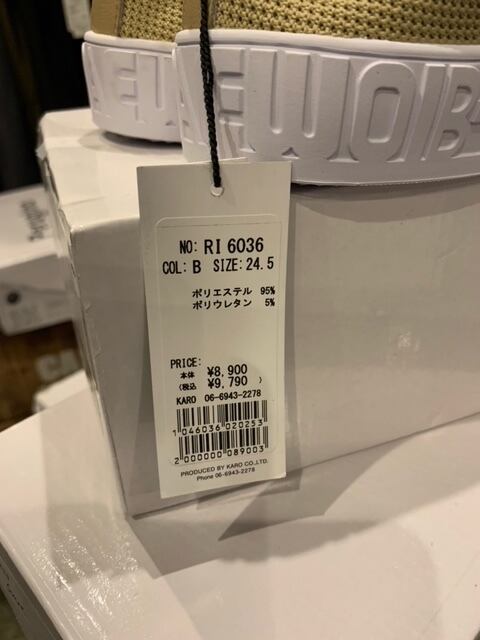 NO: RI 6036
COL: B SIZE: 24.5
ポリエステル 95%
ポリウレタン 5%
PRICE:
本体 ¥8,900
(税込 ¥9,790 )
KARO 06-6943-2278
1 046036 020253
2 000000 089003
PRODUCED BY KARO CO.,LTD.
Phone 06-6943-2278